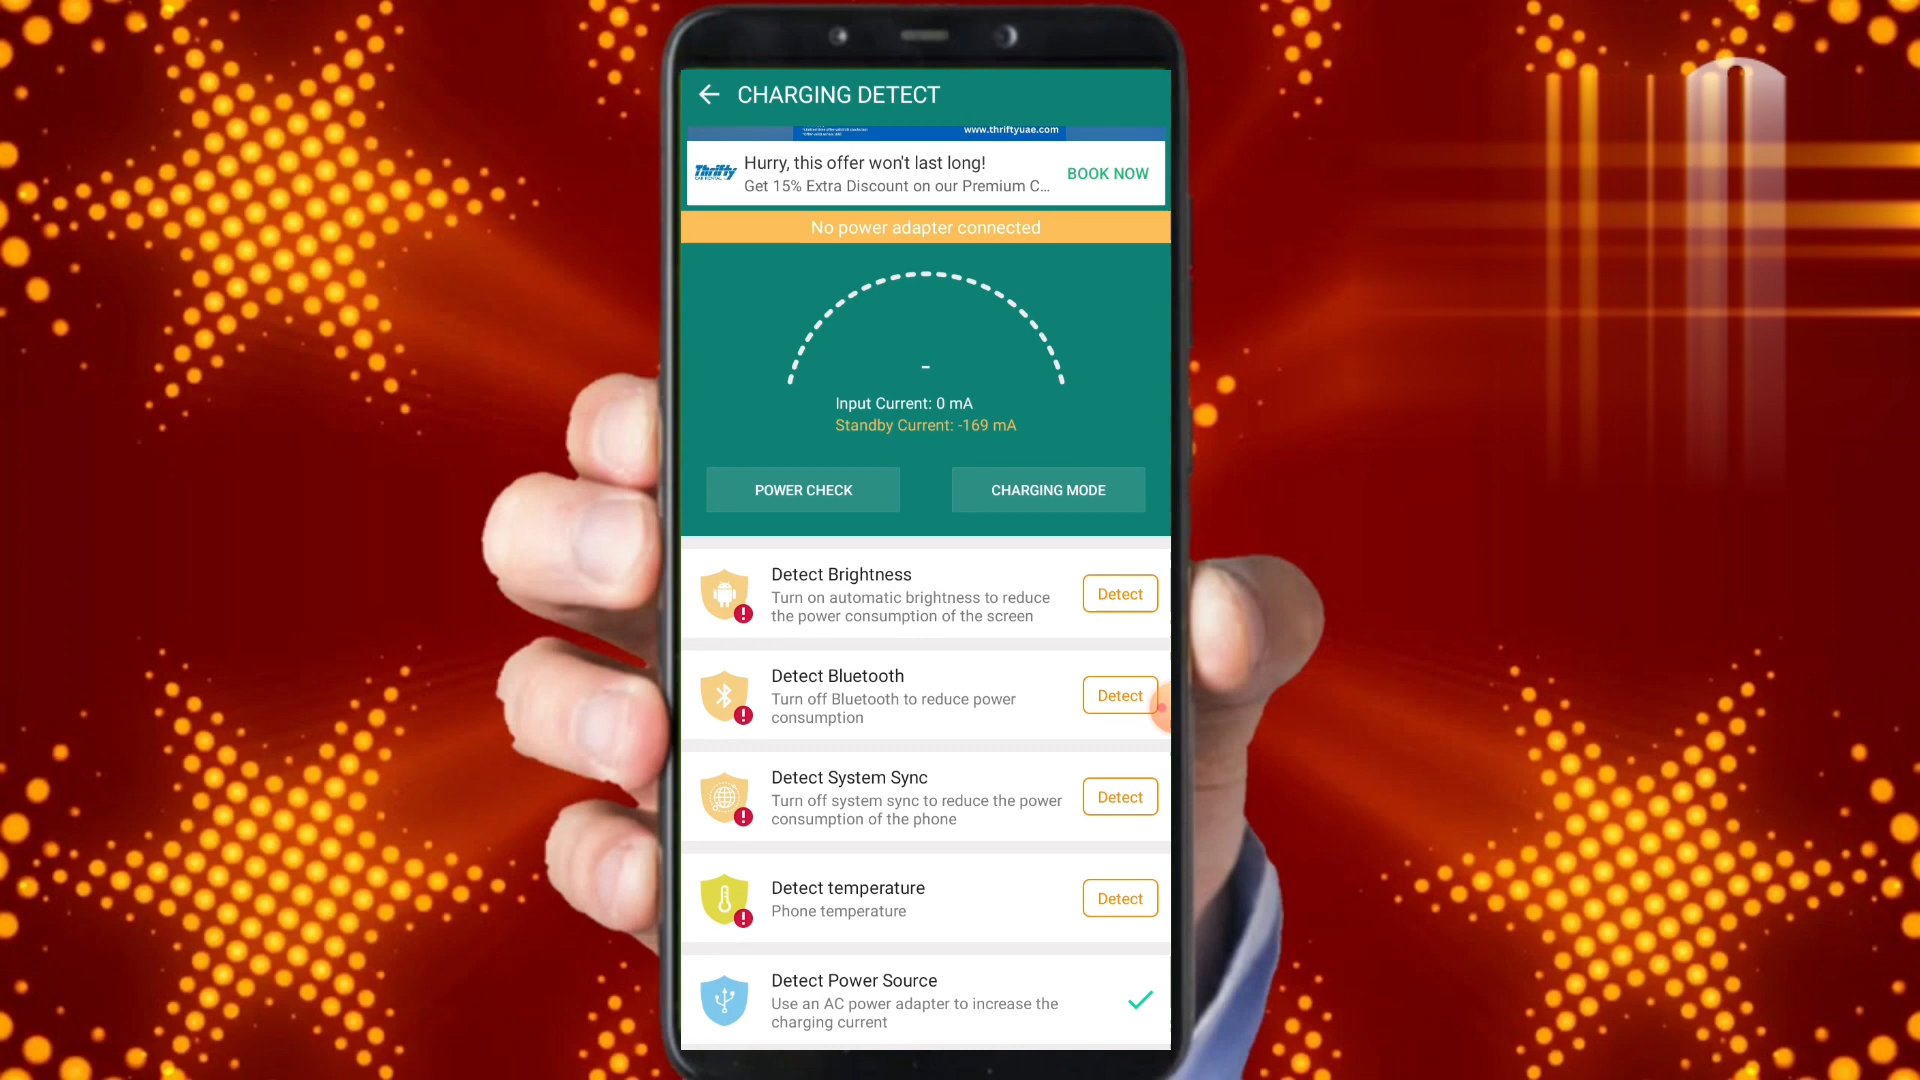 CHARGING DETECT
www.thriftyuae.com
Thrifty
Hurry, this offer won't last long!
Get 15% Extra Discount on our Premium C...
BOOK NOW
No power adapter connected
-
Input Current: 0 mA
Standby Current: -169 mA
POWER CHECK
CHARGING MODE
Detect Brightness
Turn on automatic brightness to reduce
the power consumption of the screen
Detect
Detect Bluetooth
Turn off Bluetooth to reduce power
consumption
Detect
Detect System Sync
Turn off system sync to reduce the power
consumption of the phone
Detect
Detect temperature
Phone temperature
Detect
Detect Power Source
Use an AC power adapter to increase the
charging current